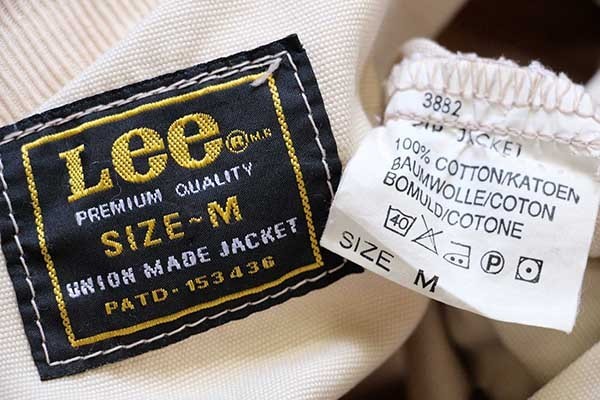 Lee ® M.R.
PREMIUM QUALITY
SIZE~M
UNION MADE JACKET
PATD-153436
3882
JACKET
100% COTTON/KATOEN
BAUMWOLLE/COTON
BOMULD/COTONE
40 P
SIZE M